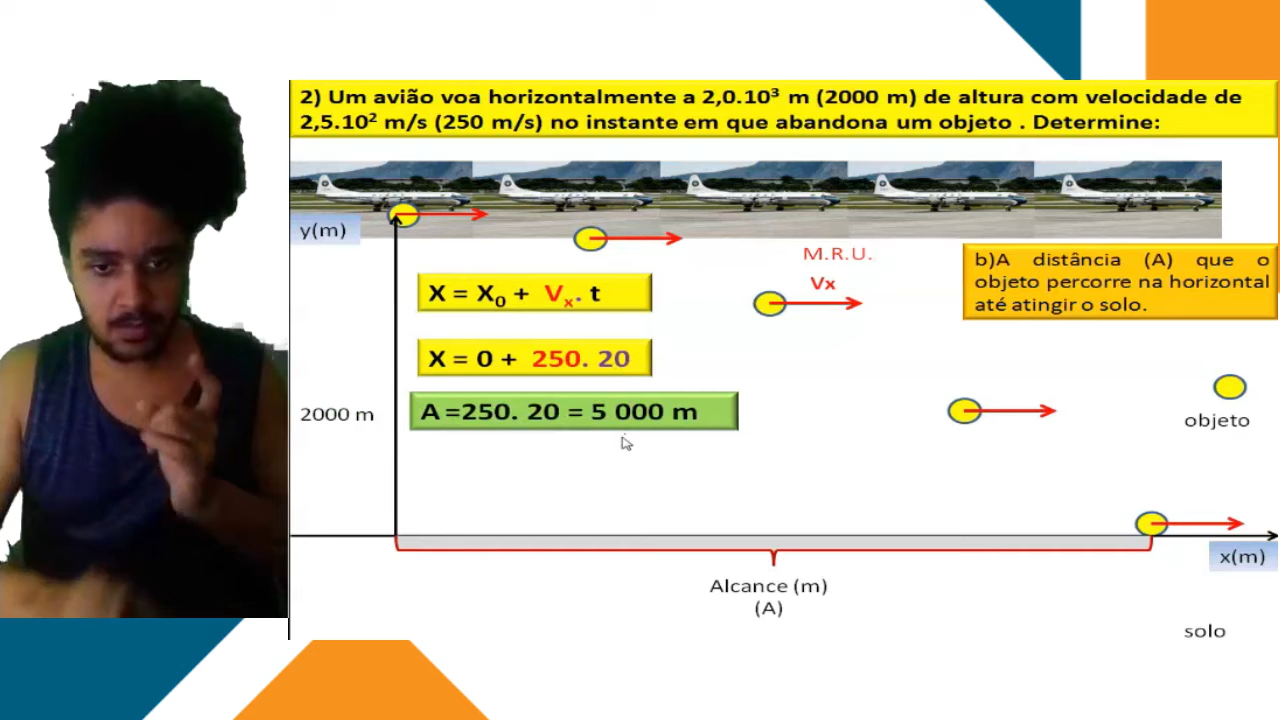 2) Um avião voa horizontalmente a 2,0.10³ m (2000 m) de altura com velocidade de
2,5.10² m/s (250 m/s) no instante em que abandona um objeto . Determine:
y(m)
M.R.U.
Vx
b)A distância (A) que o
objeto percorre na horizontal
até atingir o solo.
X = X₀ + Vₓ. t
X = 0 + 250. 20
A =250. 20 = 5 000 m
2000 m
objeto
x(m)
Alcance (m)
(A)
solo